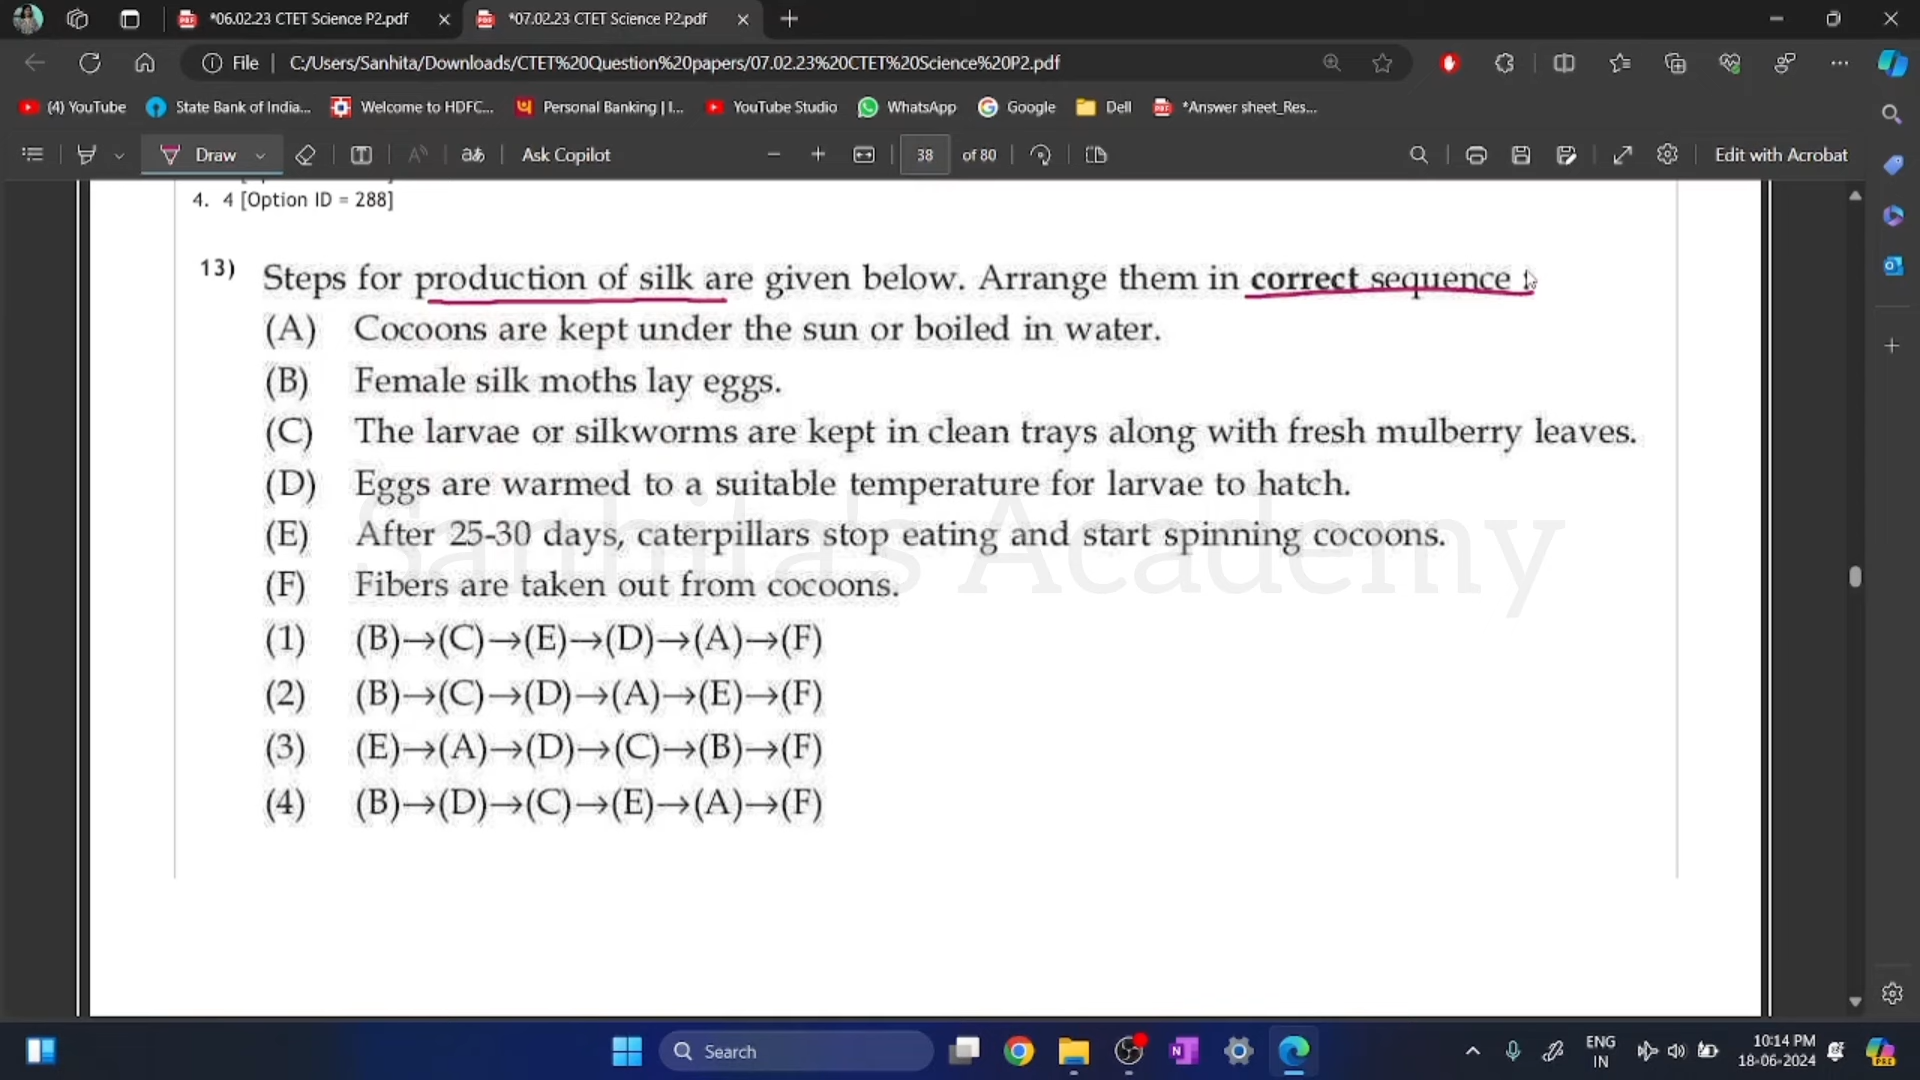 *06.02.23 CTET Science P2.pdf
*07.02.23 CTET Science P2.pdf
File
C:/Users/Sanhita/Downloads/CTET%20Question%20papers/07.02.23%20CTET%20Science%20P2.pdf
(4) YouTube
State Bank of India...
Welcome to HDFC...
Personal Banking | I...
YouTube Studio
WhatsApp
Google
Dell
*Answer sheet_Res...
Draw
Ask Copilot
38
of 80
Edit with Acrobat
4. 4 [Option ID = 288]
13) Steps for production of silk are given below. Arrange them in correct sequence
(A) Cocoons are kept under the sun or boiled in water.
(B) Female silk moths lay eggs.
(C) The larvae or silkworms are kept in clean trays along with fresh mulberry leaves.
(D) Eggs are warmed to a suitable temperature for larvae to hatch.
(E) After 25-30 days, caterpillars stop eating and start spinning cocoons.
Sanhita's Academy
(F) Fibers are taken out from cocoons.
(1) (B)→(C)→(E)→(D)→(A)→(F)
(2) (B)→(C)→(D)→(A)→(E)→(F)
(3) (E)→(A)→(D)→(C)→(B)→(F)
(4) (B)→(D)→(C)→(E)→(A)→(F)
Search
ENG
IN
10:14 PM
18-06-2024